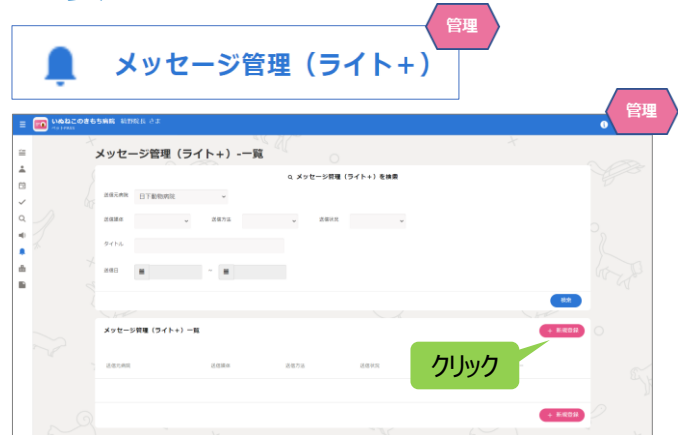 管理
メッセージ管理（ライト＋）
管理
いぬねこのきもち病院
メッセージ管理（ライト＋）-一覧
メッセージ管理（ライト＋）を検索
送信元病院 日下動物病院
送信媒体 送信方法 送信状況
タイトル
送信日 ~
検索
メッセージ管理（ライト＋）一覧
＋ 新規登録
送信元病院 送信媒体 送信方法 送信状況
クリック
＋ 新規登録